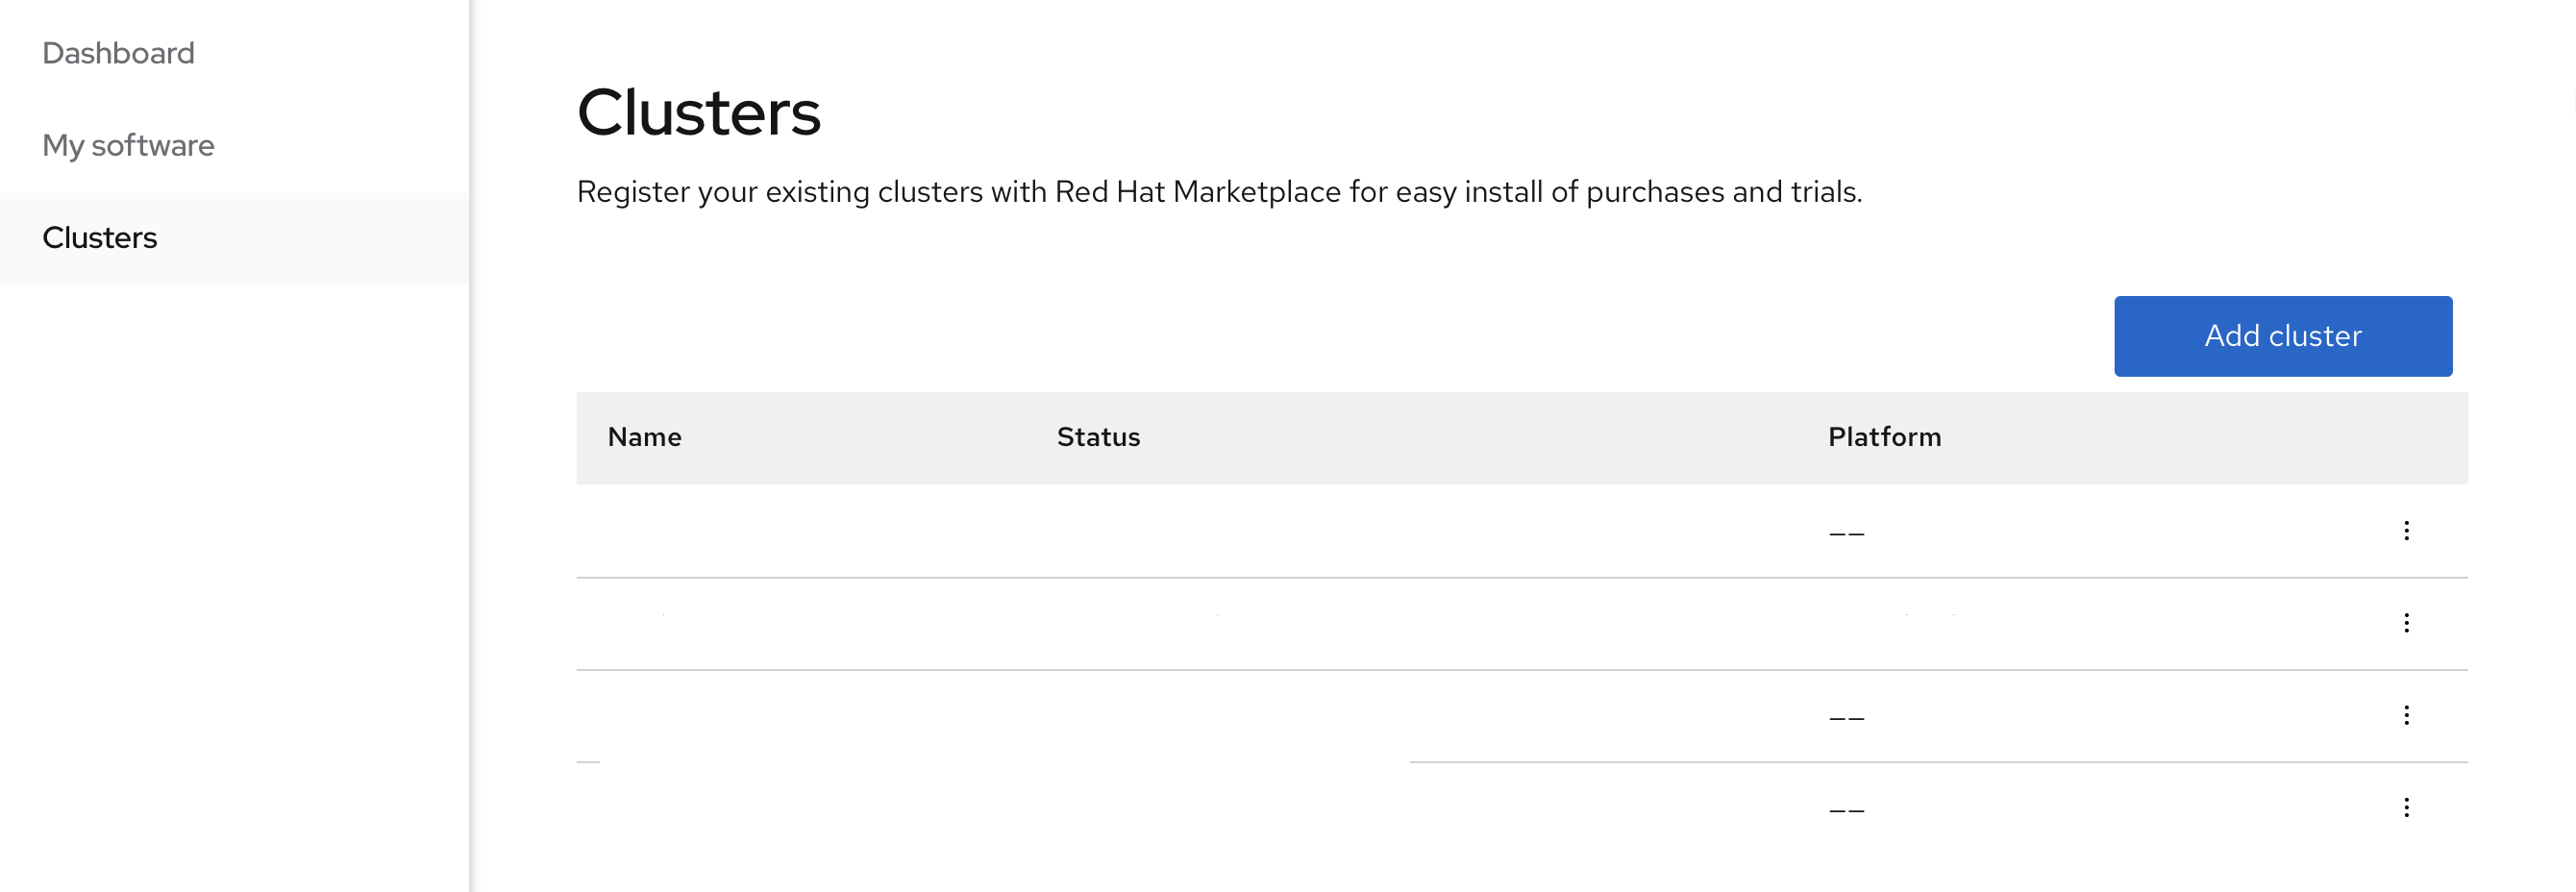 Dashboard
My software
Clusters
Clusters
Register your existing clusters with Red Hat Marketplace for easy install of purchases and trials.
Add cluster
Name Status Platform
––
––
––